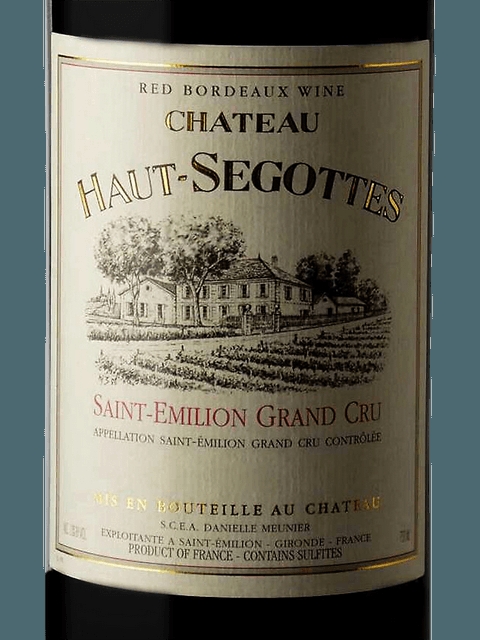 RED BORDEAUX WINE
CHATEAU
HAUT-SEGOTTES
SAINT-EMILION GRAND CRU
APPELLATION SAINT-ÉMILION GRAND CRU CONTRÔLÉE
MIS EN BOUTEILLE AU CHATEAU
S.C.E.A. DANIELLE MEUNIER
EXPLOITANTE A SAINT-ÉMILION - GIRONDE - FRANCE
PRODUCT OF FRANCE - CONTAINS SULFITES